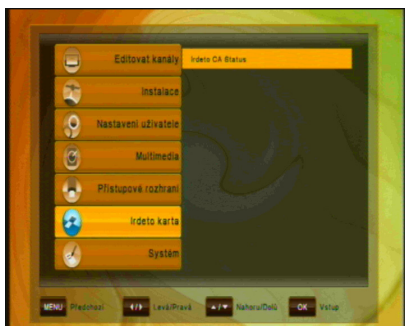 Editovat kanály
Irdeto CA Status
Instalace
Nastavení uživatele
Multimedia
Přístupové rozhraní
Irdeto karta
Systém
MENU Předchozí ◄/► Levá/Pravá ▲/▼ Nahoru/Dolů OK Vstup